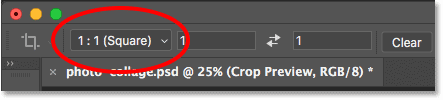 1 : 1 (Square) 1 1 Clear
photo-collage.psd @ 25% (Crop Preview, RGB/8) *